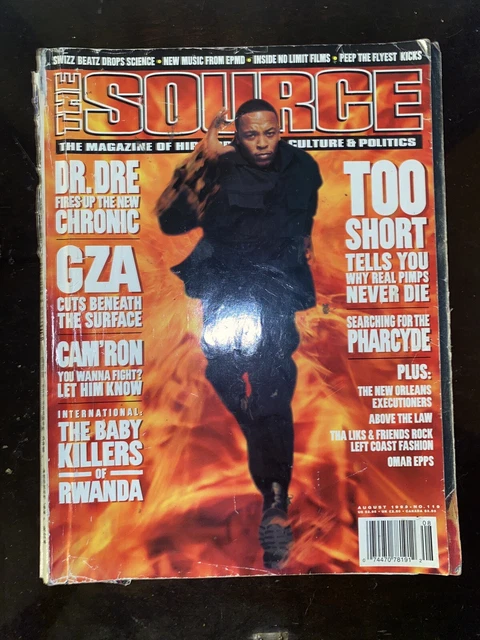 SWIZZ BEATZ DROPS SCIENCE • NEW MUSIC FROM EPMD • INSIDE NO LIMIT FILMS • PEEP THE FLYEST KICKS
THE SOURCE
THE MAGAZINE OF HIP CULTURE & POLITICS
DR. DRE
FIRES UP THE NEW
CHRONIC
GZA
CUTS BENEATH
THE SURFACE
CAM'RON
YOU WANNA FIGHT?
LET HIM KNOW
INTERNATIONAL:
THE BABY
KILLERS
OF
RWANDA
TOO
SHORT
TELLS YOU
WHY REAL PIMPS
NEVER DIE
SEARCHING FOR THE
PHARCYDE
PLUS:
THE NEW ORLEANS
EXECUTIONERS
ABOVE THE LAW
THA LIKS & FRIENDS ROCK
LEFT COAST FASHION
OMAR EPPS
AUGUST
08
74470 78191